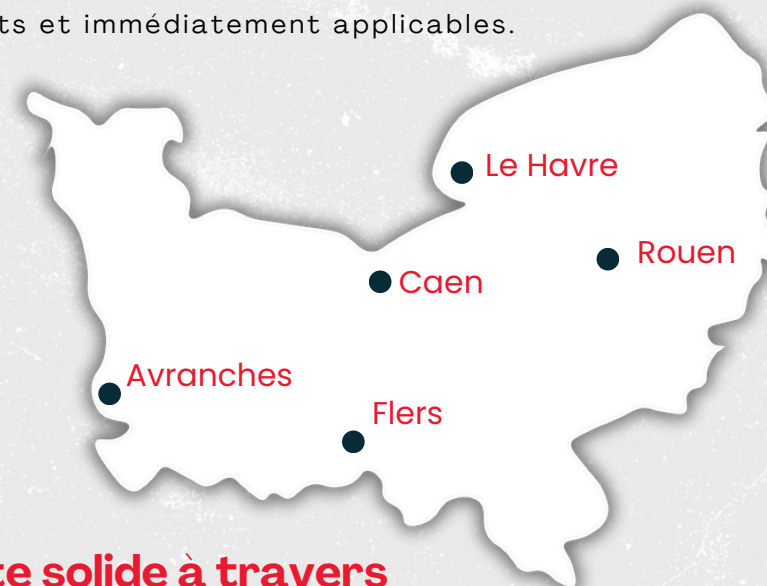 ts et immédiatement applicables.
Le Havre
Rouen
Caen
Avranches
Flers
te solide à travers